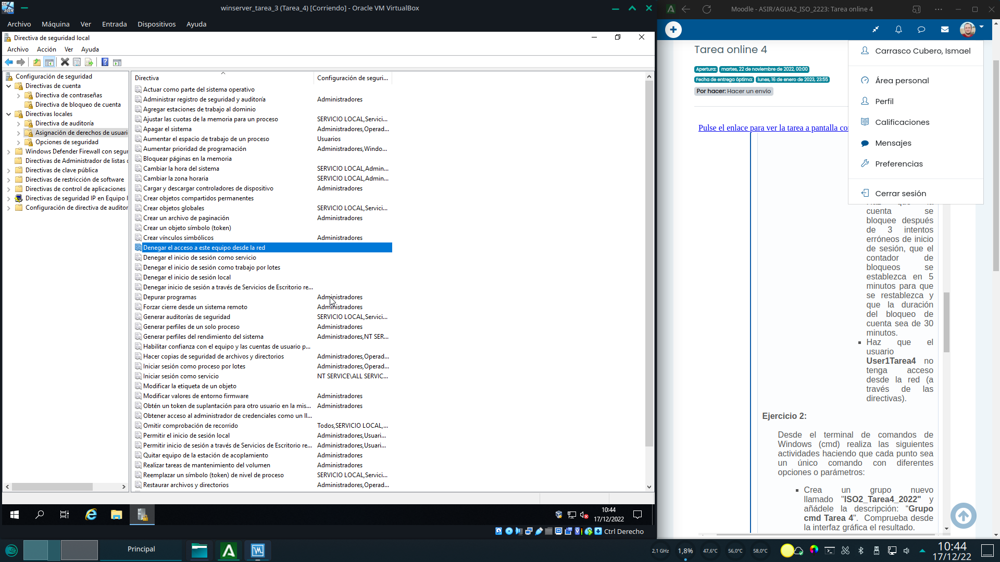 winserver_tarea_3 (Tarea_4) [Corriendo] - Oracle VM VirtualBox
Archivo Máquina Ver Entrada Dispositivos Ayuda
Directiva de seguridad local
Archivo Acción Ver Ayuda
Configuración de seguridad
Directivas de cuenta
Directiva de contraseñas
Directiva de bloqueo de cuenta
Directivas locales
Directiva de auditoría
Asignación de derechos de usuari
Opciones de seguridad
Windows Defender Firewall con segur
Directivas de Administrador de listas
Directivas de clave pública
Directivas de restricción de software
Directivas de control de aplicaciones
Directivas de seguridad IP en Equipo l
Configuración de directiva de auditor
Directiva Configuración de seguri...
Actuar como parte del sistema operativo
Administrar registro de seguridad y auditoría Administradores
Agregar estaciones de trabajo al dominio
Ajustar las cuotas de la memoria para un proceso SERVICIO LOCAL,Servici...
Apagar el sistema Administradores,Operad...
Aumentar el espacio de trabajo de un proceso Usuarios
Aumentar prioridad de programación Administradores,Windo...
Bloquear páginas en la memoria
Cambiar la hora del sistema SERVICIO LOCAL,Admin...
Cambiar la zona horaria SERVICIO LOCAL,Admin...
Cargar y descargar controladores de dispositivo Administradores
Crear objetos compartidos permanentes
Crear objetos globales SERVICIO LOCAL,Servici...
Crear un archivo de paginación Administradores
Crear un objeto símbolo (token)
Crear vínculos simbólicos Administradores
Denegar el acceso a este equipo desde la red
Denegar el inicio de sesión como servicio
Denegar el inicio de sesión como trabajo por lotes
Denegar el inicio de sesión local
Denegar inicio de sesión a través de Servicios de Escritorio re...
Depurar programas Administradores
Forzar cierre desde un sistema remoto Administradores
Generar auditorías de seguridad SERVICIO LOCAL,Servici...
Generar perfiles de un solo proceso Administradores
Generar perfiles del rendimiento del sistema Administradores,NT SER...
Habilitar confianza con el equipo y las cuentas de usuario p...
Hacer copias de seguridad de archivos y directorios Administradores,Operad...
Iniciar sesión como proceso por lotes Administradores,Operad...
Iniciar sesión como servicio NT SERVICE\ALL SERVIC...
Modificar la etiqueta de un objeto
Modificar valores de entorno firmware Administradores
Obtén un token de suplantación para otro usuario en la mis... Administradores
Obtener acceso al administrador de credenciales como un ll...
Omitir comprobación de recorrido Todos,SERVICIO LOCAL,...
Permitir el inicio de sesión local Administradores,Usuari...
Permitir inicio de sesión a través de Servicios de Escritorio re... Administradores,Usuari...
Quitar equipo de la estación de acoplamiento Administradores
Realizar tareas de mantenimiento del volumen Administradores
Reemplazar un símbolo (token) de nivel de proceso SERVICIO LOCAL,Servici...
Restaurar archivos y directorios Administradores,Operad...
10:44
17/12/2022
Ctrl Derecho
Moodle - ASIR/AGUA2_ISO_2223: Tarea online 4
Tarea online 4
Apertura: martes, 22 de noviembre de 2022, 00:00
Fecha de entrega óptima: lunes, 16 de enero de 2023, 23:55
Por hacer: Hacer un envío
Pulse el enlace para ver la tarea a pantalla co
Carrasco Cubero, Ismael
Área personal
Perfil
Calificaciones
Mensajes
Preferencias
Cerrar sesión
Haz que la
cuenta se
bloquee después
de 3 intentos
erróneos de inicio
de sesión, que el
contador de
bloqueos se
establezca en 5
minutos para que
se restablezca y
que la duración
del bloqueo de
cuenta sea de 30
minutos.
▪ Haz que el
usuario
User1Tarea4 no
tenga acceso
desde la red (a
través de las
directivas).
Ejercicio 2:
Desde el terminal de comandos de
Windows (cmd) realiza las siguientes
actividades haciendo que cada punto sea
un único comando con diferentes
opciones o parámetros:
▪ Crea un grupo nuevo
llamado "ISO2_Tarea4_2022" y
añádele la descripción: “Grupo
cmd Tarea 4". Comprueba desde
la interfaz gráfica el resultado.
Principal
2,1 GHz 1,8% 47,6°C 56,0°C 58,0°C
10:44
17/12/22